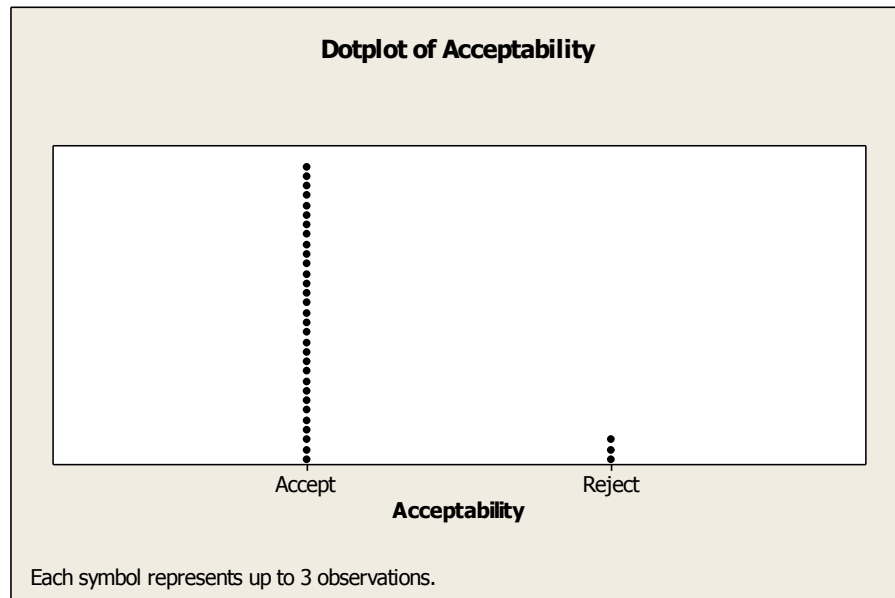 Dotplot of Acceptability
Accept Reject
Acceptability
Each symbol represents up to 3 observations.